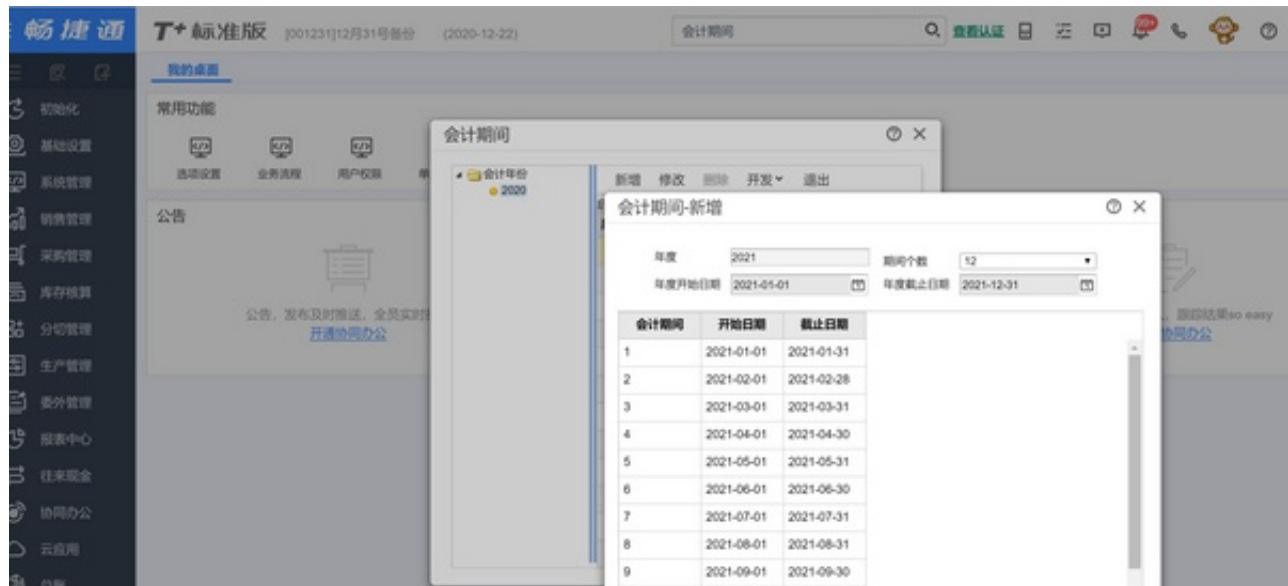 畅捷通
T+ 标准版 [001231]12月31号备份 (2020-12-22)
会计期间
查看认证
99+
我的桌面
初始化
基础设置
系统管理
销售管理
采购管理
库存核算
分切管理
生产管理
委外管理
报表中心
往来现金
协同办公
云应用
总账
常用功能
选项设置 业务流程 用户权限 单
公告
公告，发布及时推送，全员实时
开通协同办公
跟踪结果so easy
协同办公
会计期间
会计年份
2020
新增 修改 删除 开发 退出
会计期间-新增
年度 2021 期间个数 12
年度开始日期 2021-01-01 年度截止日期 2021-12-31
会计期间 开始日期 截止日期
1 2021-01-01 2021-01-31
2 2021-02-01 2021-02-28
3 2021-03-01 2021-03-31
4 2021-04-01 2021-04-30
5 2021-05-01 2021-05-31
6 2021-06-01 2021-06-30
7 2021-07-01 2021-07-31
8 2021-08-01 2021-08-31
9 2021-09-01 2021-09-30